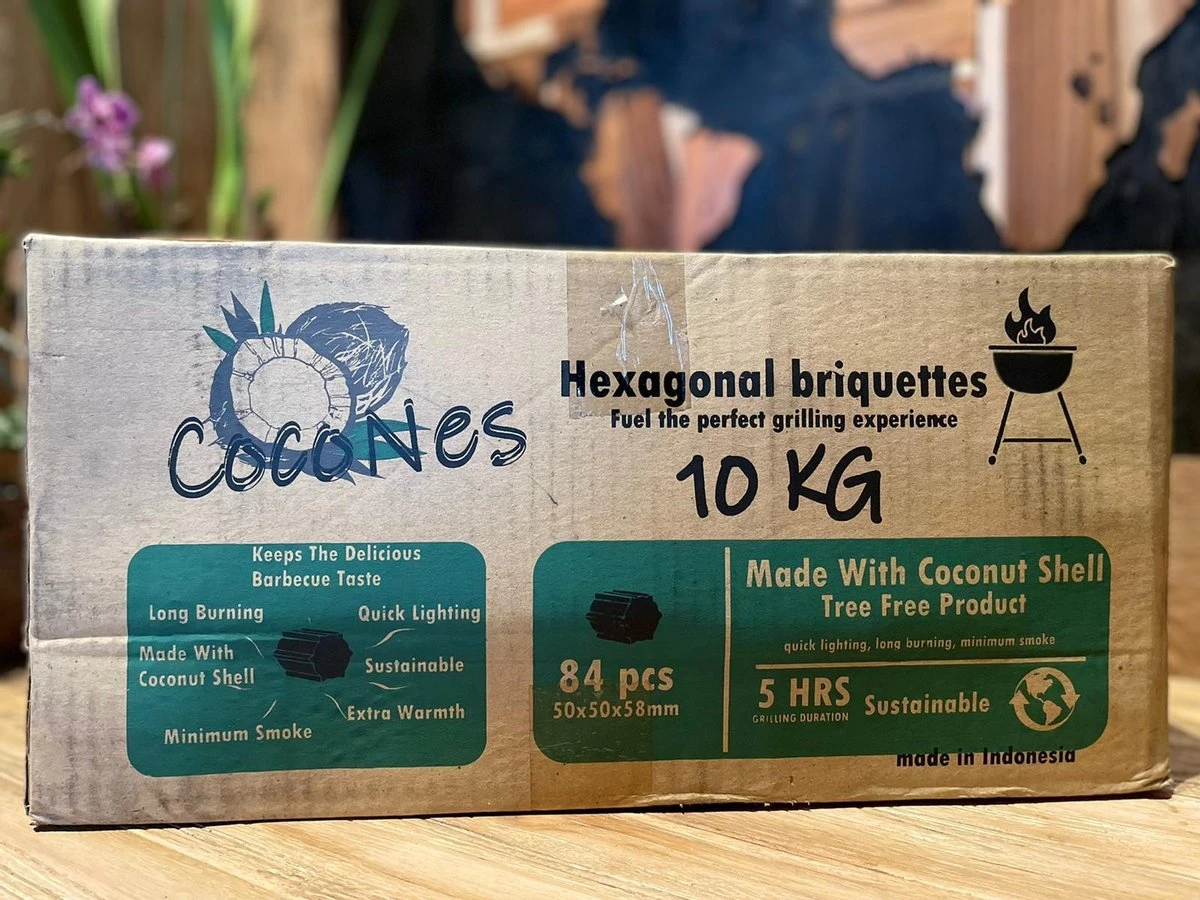 CocoNes
Hexagonal briquettes
Fuel the perfect grilling experience
10 KG
Keeps The Delicious
Barbecue Taste
Long Burning
Quick Lighting
Made With
Coconut Shell
Sustainable
Extra Warmth
Minimum Smoke
84 pcs
50x50x58mm
Made With Coconut Shell
Tree Free Product
quick lighting, long burning, minimum smoke
5 HRS
GRILLING DURATION
Sustainable
made in Indonesia